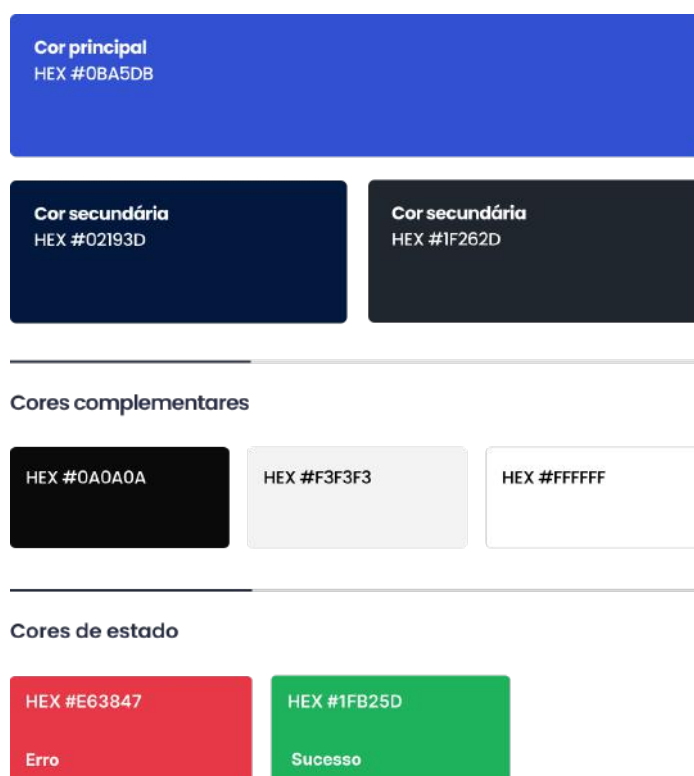 Cor principal
HEX #0BA5DB
Cor secundária
HEX #02193D
Cor secundária
HEX #1F262D
Cores complementares
HEX #0A0A0A
HEX #F3F3F3
HEX #FFFFFF
Cores de estado
HEX #E63847
Erro
HEX #1FB25D
Sucesso